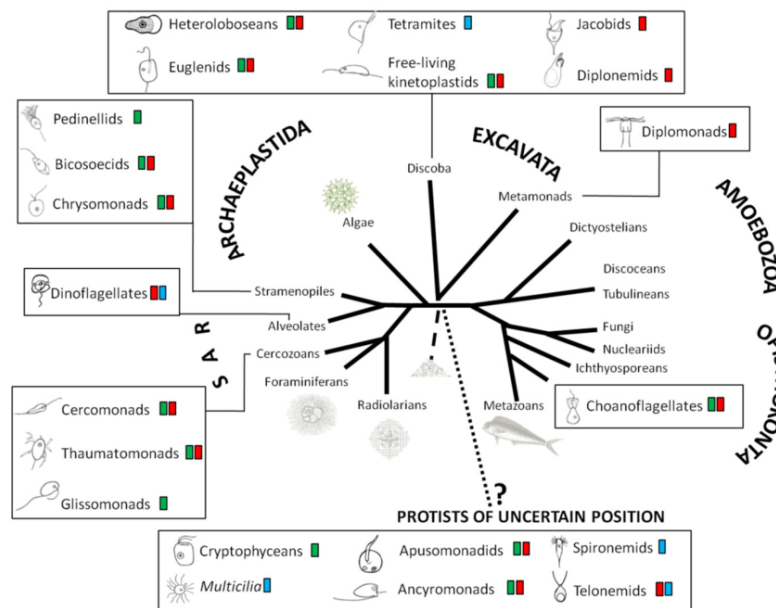 Heteroloboseans
Tetramites
Jacobids
Euglenids
Free-living
kinetoplastids
Diplonemids
Pedinellids
Bicosoecids
Chrysomonads
Diplomonads
ARCHAEPLASTIDA
EXCAVATA
AMOEBOZOA
Discoba
Metamonads
Algae
Dictyostelians
Discoceans
Tubulineans
Dinoflagellates
Stramenopiles
Alveolates
Fungi
Nucleariids
Ichthyosporeans
SAR
Cercozoans
Foraminiferans
Radiolarians
Metazoans
Choanoflagellates
Cercomonads
Thaumatomonads
Glissomonads
?
PROTISTS OF UNCERTAIN POSITION
Cryptophyceans
Apusomonadids
Spironemids
Multicilia
Ancyromonads
Telonemids